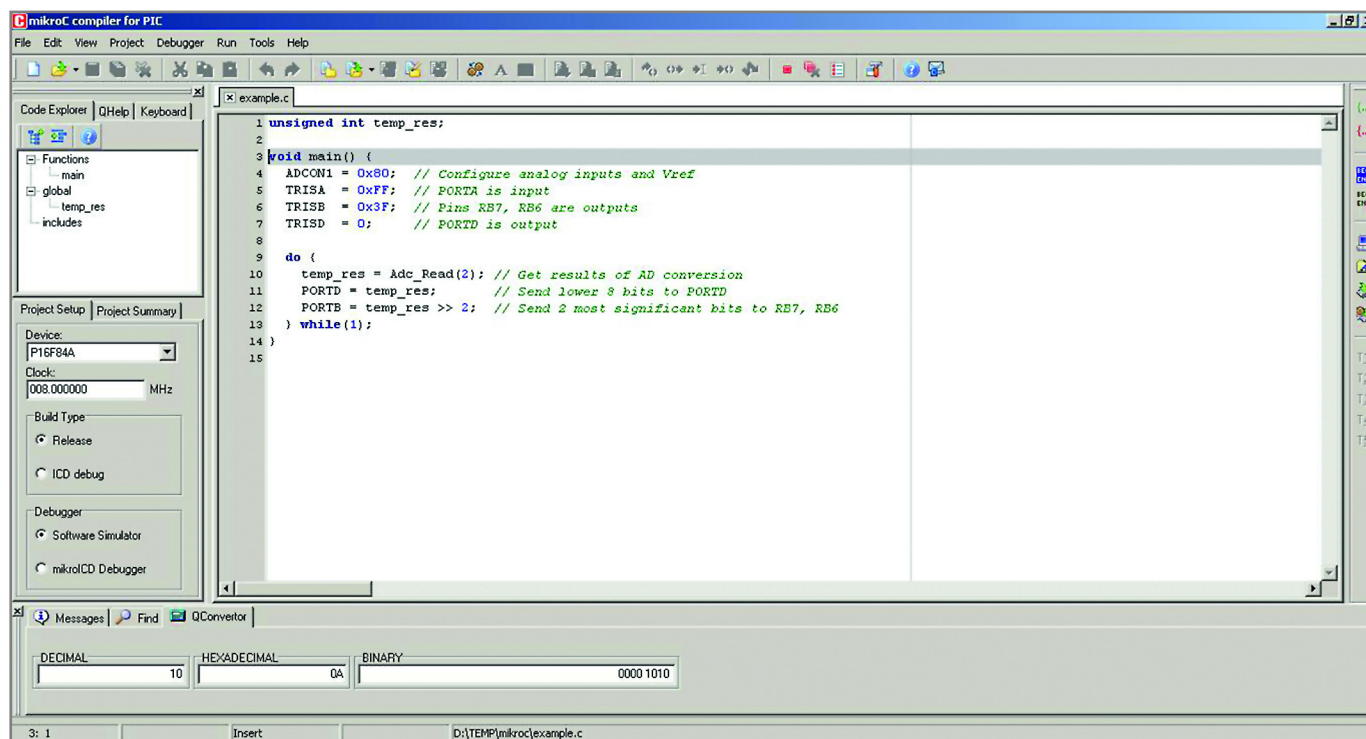 mikroC compiler for PIC
File Edit View Project Debugger Run Tools Help
Code Explorer QHelp Keyboard
Functions
main
global
temp_res
includes
Project Setup Project Summary
Device:
P16F84A
Clock:
008.000000 MHz
Build Type
Release
ICD debug
Debugger
Software Simulator
mikroICD Debugger
example.c
1 unsigned int temp_res;
2
3 void main() {
4 ADCON1 = 0x80; // Configure analog inputs and Vref
5 TRISA = 0xFF; // PORTA is input
6 TRISB = 0x3F; // Pins RB7, RB6 are outputs
7 TRISD = 0; // PORTD is output
8
9 do {
10 temp_res = Adc_Read(2); // Get results of AD conversion
11 PORTD = temp_res; // Send lower 8 bits to PORTD
12 PORTB = temp_res >> 2; // Send 2 most significant bits to RB7, RB6
13 } while(1);
14 }
15
Messages Find QConvertor
DECIMAL HEXADECIMAL BINARY
10 0A 0000 1010
3: 1 Insert D:\TEMP\mikroc\example.c